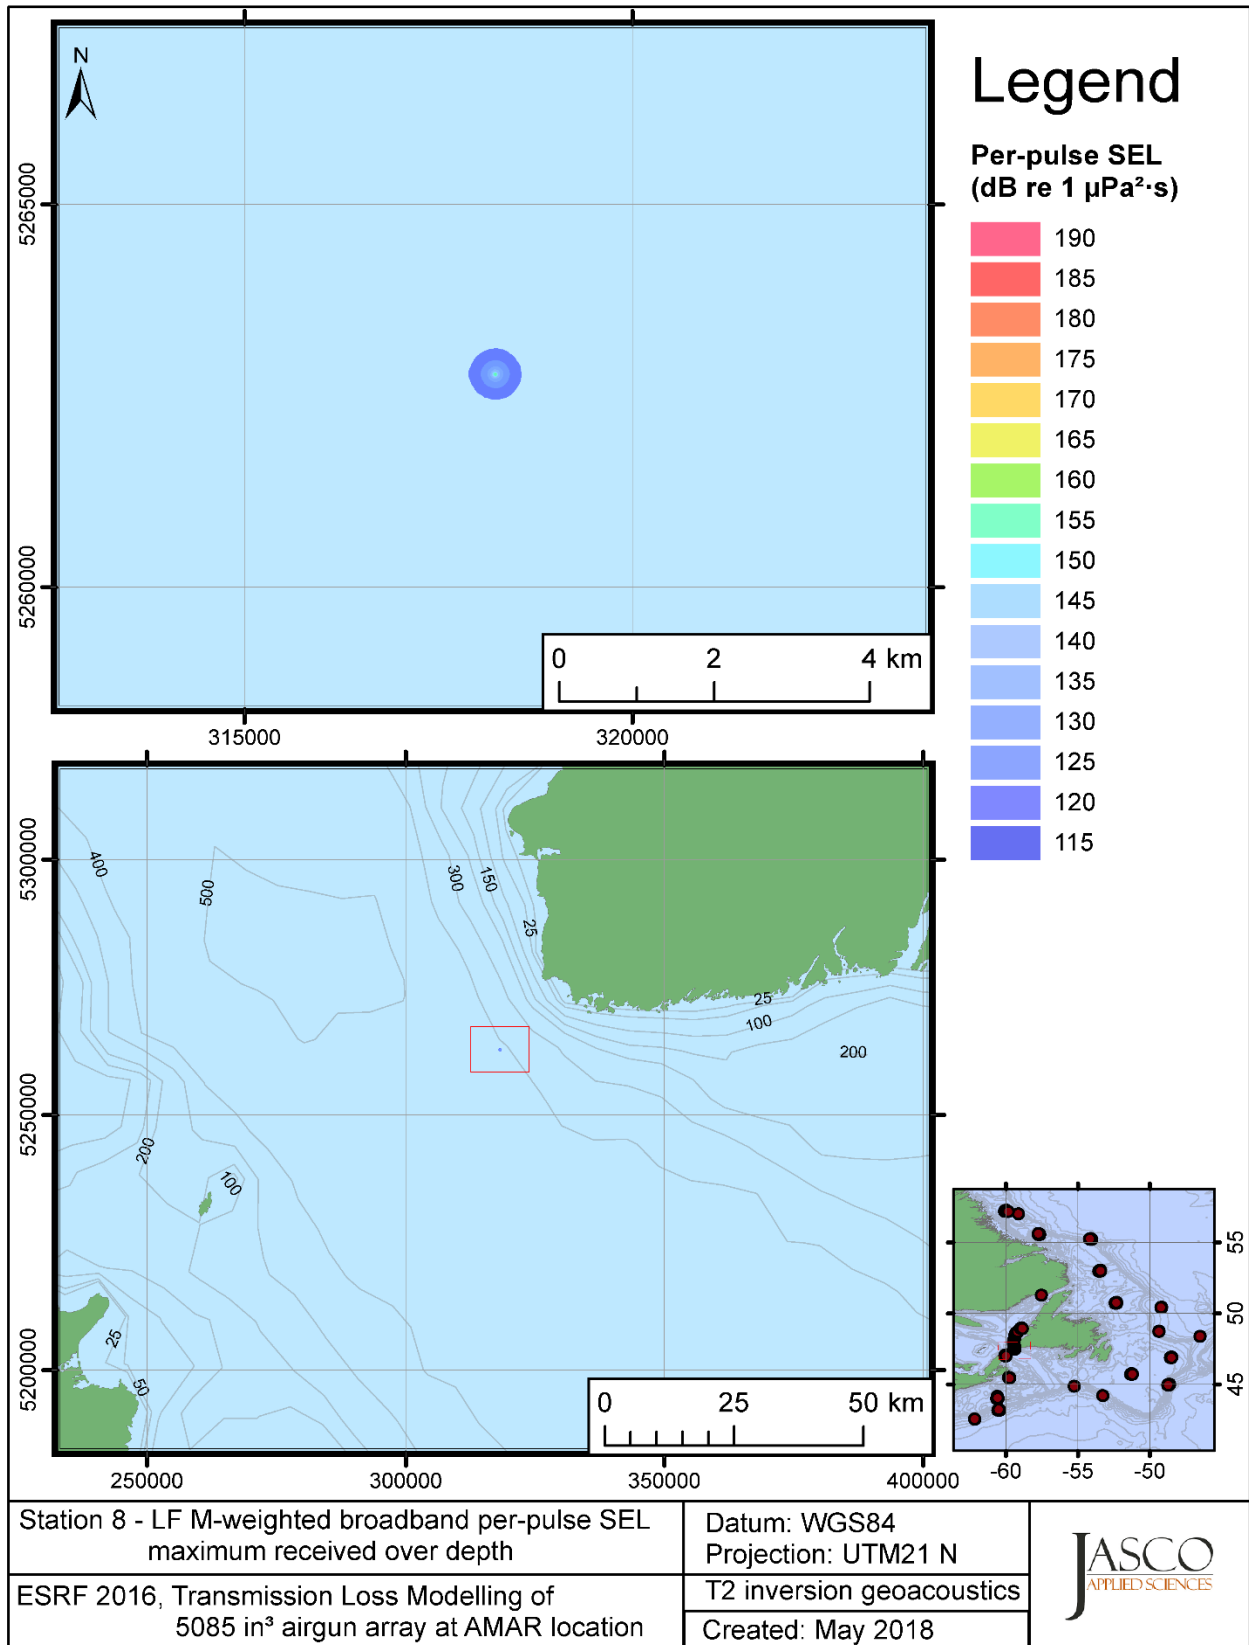 N
5265000
5260000
0 2 4 km
315000 320000
Legend
Per-pulse SEL
(dB re 1 µPa²·s)
190
185
180
175
170
165
160
155
150
145
140
135
130
125
120
115
5300000
5250000
5200000
400
500
300
150
25
25
100
200
200
100
25
50
0 25 50 km
250000 300000 350000 400000
55
50
45
-60 -55 -50
Station 8 - LF M-weighted broadband per-pulse SEL
maximum received over depth
ESRF 2016, Transmission Loss Modelling of
5085 in³ airgun array at AMAR location
Datum: WGS84
Projection: UTM21 N
T2 inversion geoacoustics
Created: May 2018
JASCO
APPLIED SCIENCES